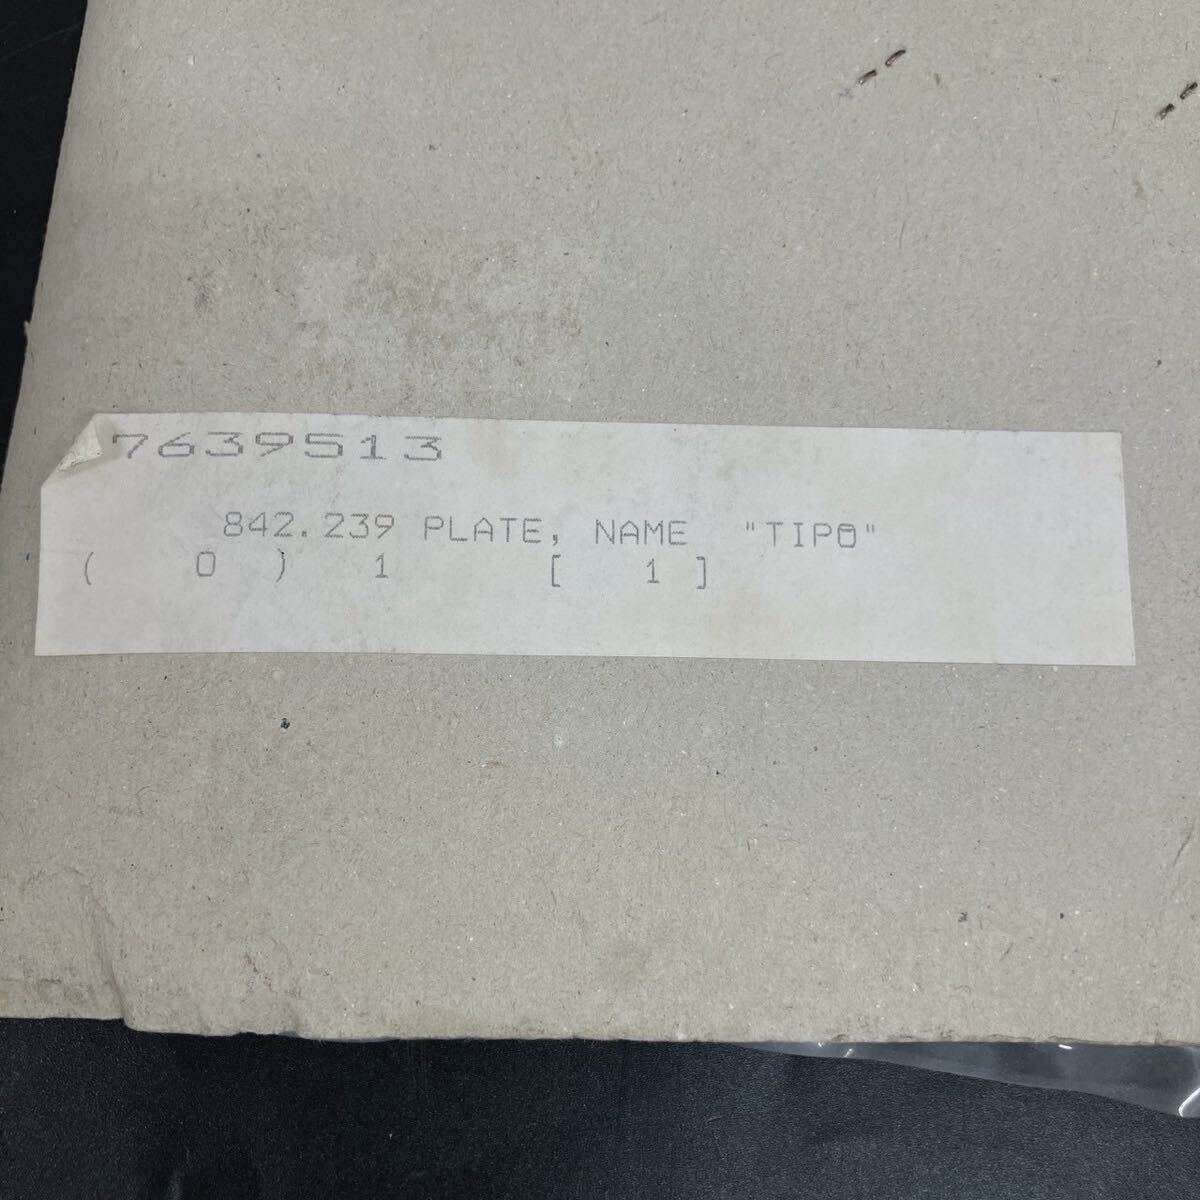 7639513
842.239 PLATE, NAME "TIPO"
( 0 ) 1 [ 1 ]